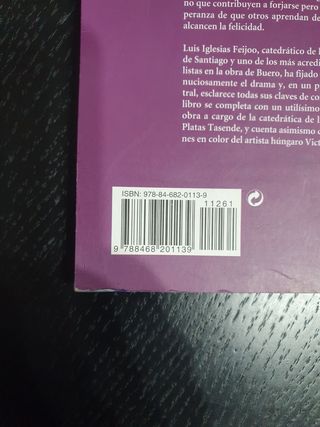 no que contribuyen a forjarse pero
peranza de que otros aprendan de
alcancen la felicidad.
Luis Iglesias Feijoo, catedrático de l
de Santiago y uno de los más acredi
listas en la obra de Buero, ha fijado
nuciosamente el drama y, en un p
tral, esclarece todas sus claves de co
libro se completa con un utilísimo
obra a cargo de la catedrática de l
Platas Tasende, y cuenta asimismo c
nes en color del artista húngaro Vict
ISBN: 978-84-682-0113-9
11261
9 788468 201139